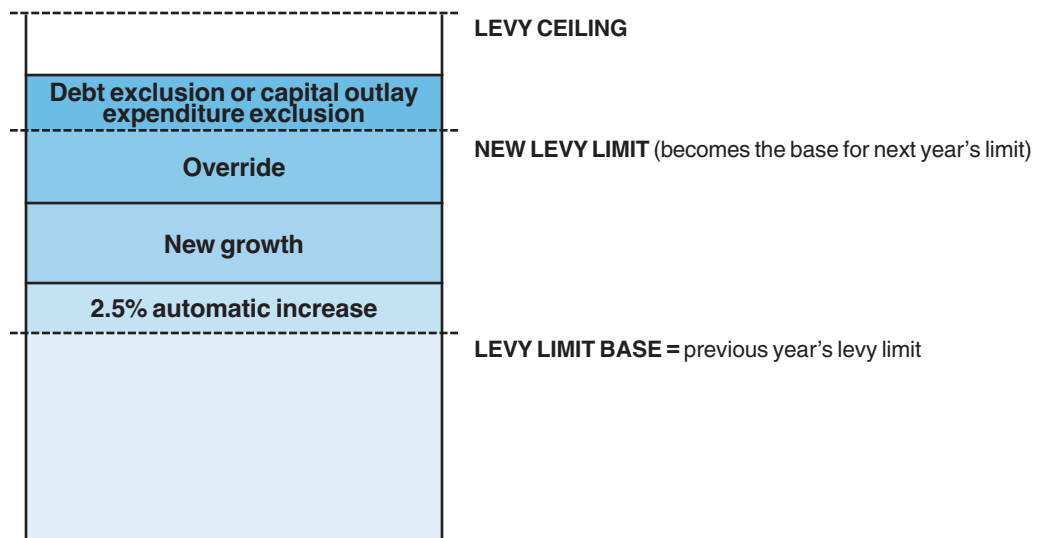 LEVY CEILING
Debt exclusion or capital outlay
expenditure exclusion
NEW LEVY LIMIT (becomes the base for next year’s limit)
Override
New growth
2.5% automatic increase
LEVY LIMIT BASE = previous year’s levy limit